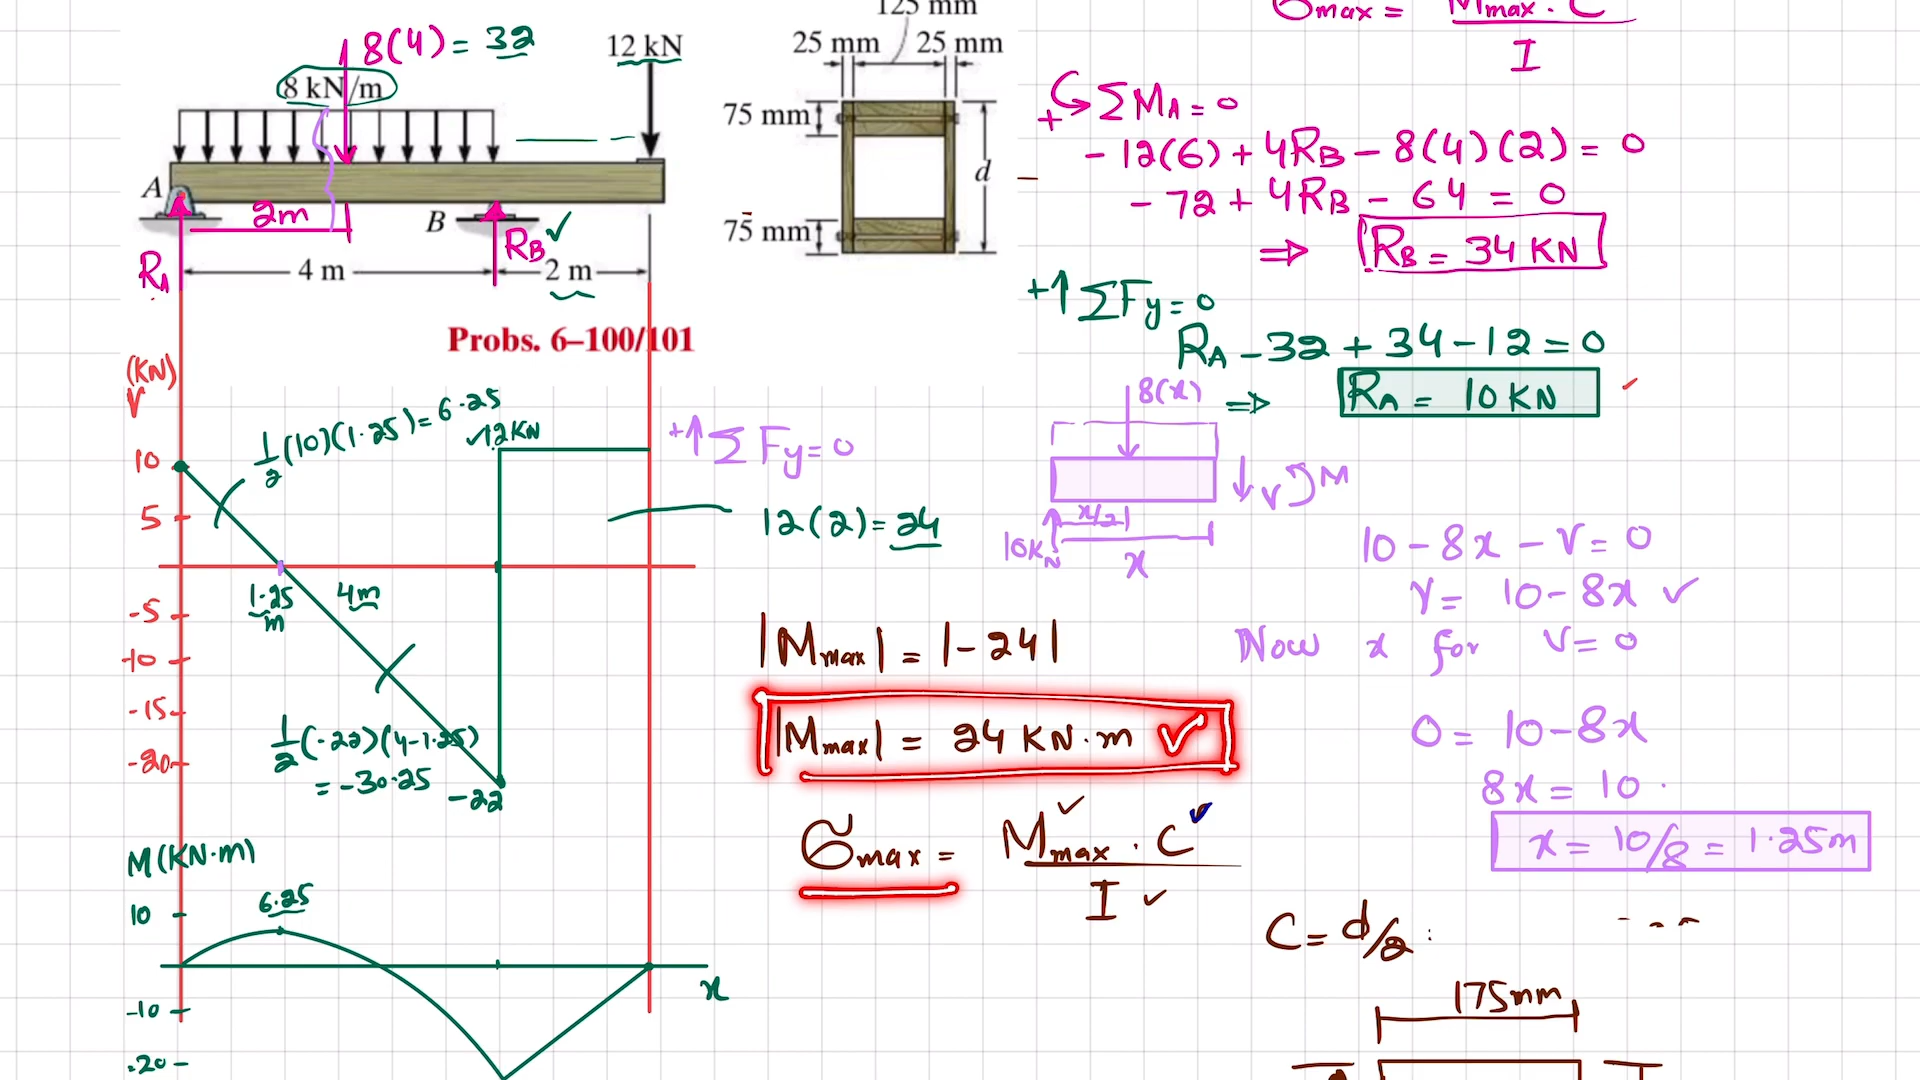 8(4) = 32
8 kN/m
12 kN
A
2m
B
RB ✓
RA
4 m
2 m
Probs. 6–100/101
125 mm
25 mm
25 mm
75 mm
75 mm
d
σmax = Mmax . C
I
+ ΣMA = 0
- 12(6) + 4RB - 8(4)(2) = 0
- 72 + 4RB - 64 = 0
⇒ RB = 34 KN
+↑ ΣFy = 0
RA - 32 + 34 - 12 = 0
⇒ RA = 10 KN
(KN)
V
10
5
-5
-10
-15
-20
1/2 (10)(1.25) = 6.25
12KN
1.25
m
4m
1/2 (-22)(4-1.25)
= -30.25
-22
12(2) = 24
+↑ ΣFy = 0
8(x)
V
M
x/2
10KN
x
10 - 8x - V = 0
V = 10 - 8x ✓
Now x for V = 0
0 = 10 - 8x
8x = 10
x = 10/8 = 1.25m
|Mmax| = |-24|
|Mmax| = 24 KN.m ✓
σmax = Mmax . C
I
M(KN.m)
10
6.25
-10
-20
x
C = d/2
175mm